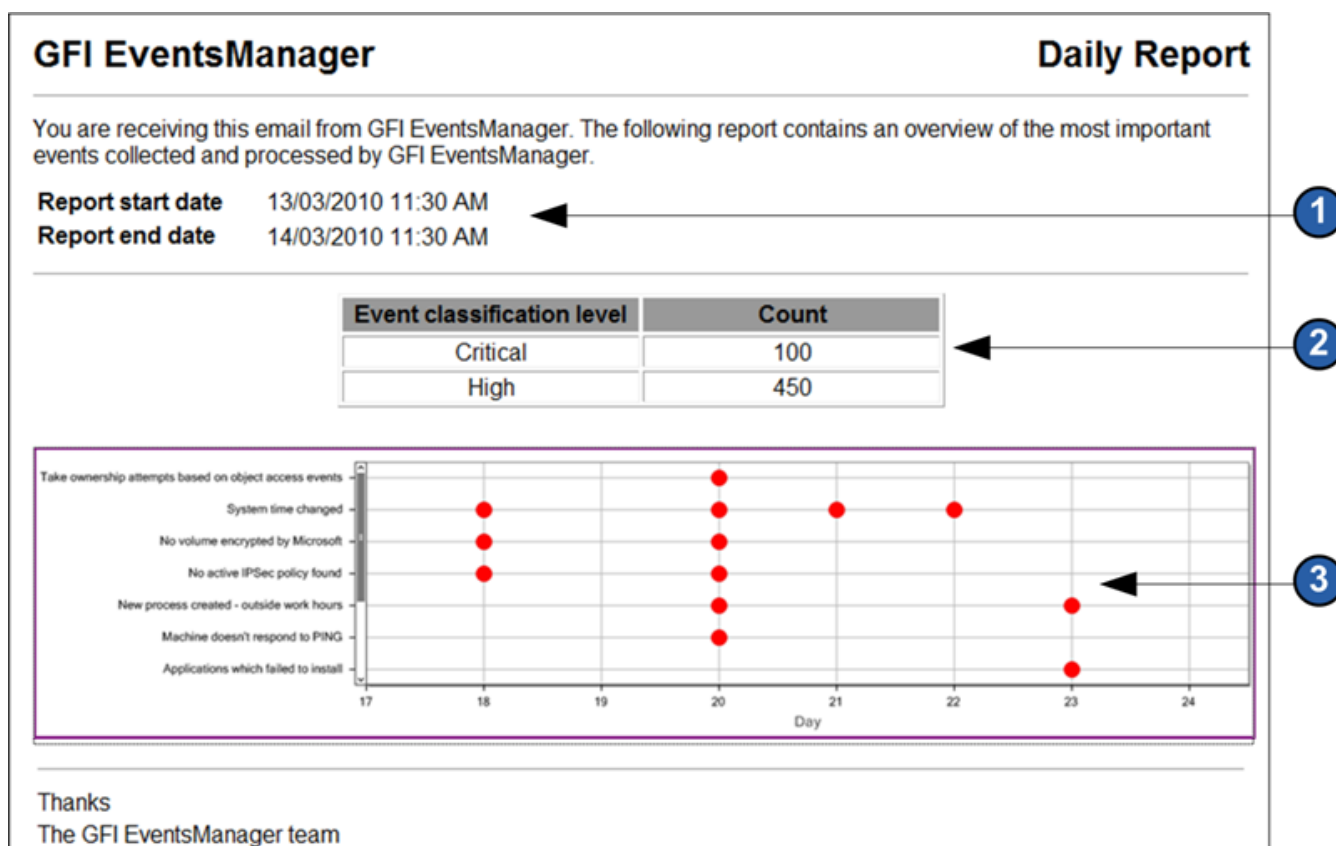 GFI EventsManager Daily Report
You are receiving this email from GFI EventsManager. The following report contains an overview of the most important
events collected and processed by GFI EventsManager.
Report start date 13/03/2010 11:30 AM
1
Report end date 14/03/2010 11:30 AM
Event classification level Count
2
Critical 100
High 450
Take ownership attempts based on object access events
System time changed
No volume encrypted by Microsoft
No active IPSec policy found
3
New process created - outside work hours
Machine doesn't respond to PING
Applications which failed to install
17 18 19 20 21 22 23 24
Day
Thanks
The GFI EventsManager team